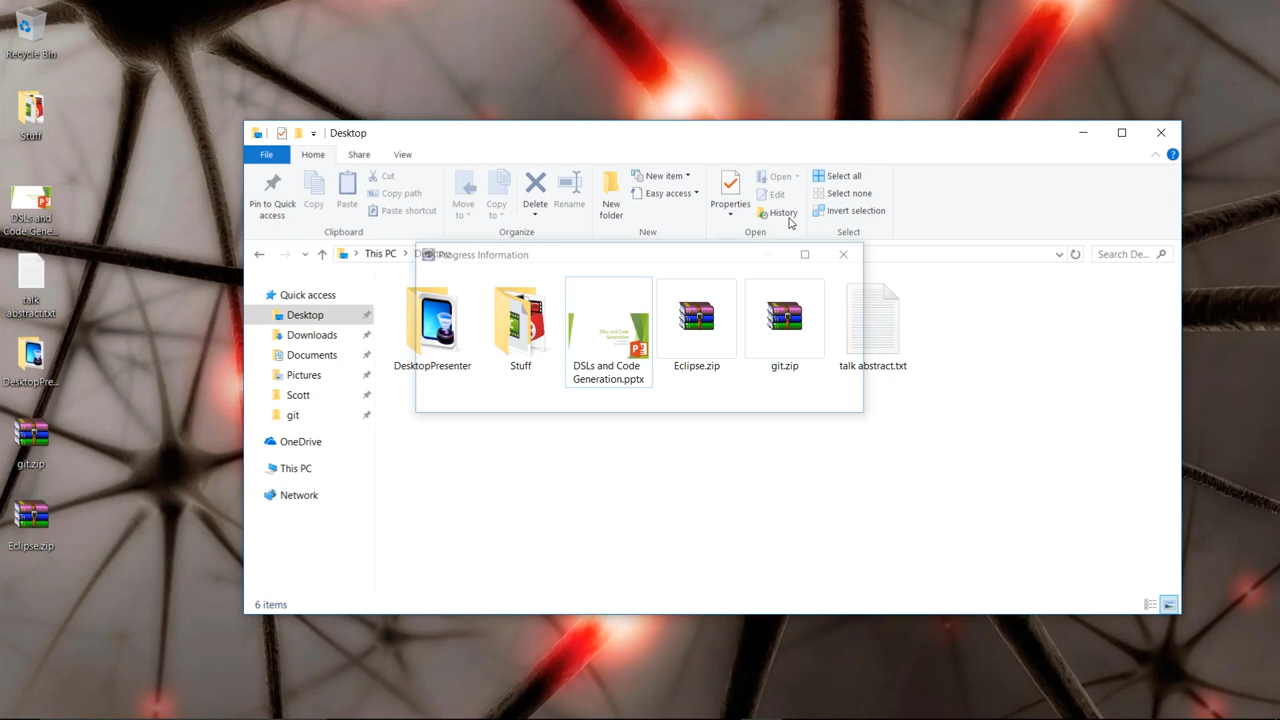 Recycle Bin
Stuff
DSLs and
Code Gene...
talk
abstract.txt
DesktopPre...
git.zip
Eclipse.zip
Desktop
File
Home
Share
View
Pin to Quick
access
Copy
Paste
Cut
Copy path
Paste shortcut
Clipboard
Move
to
Copy
to
Delete
Rename
Organize
New
folder
New item
Easy access
New
Properties
Open
Edit
History
Open
Select all
Select none
Invert selection
Select
This PC
Search De...
Progress Information
Quick access
Desktop
Downloads
Documents
Pictures
Scott
git
OneDrive
This PC
Network
DesktopPresenter
Stuff
DSLs and Code
Generation.pptx
Eclipse.zip
git.zip
talk abstract.txt
6 items